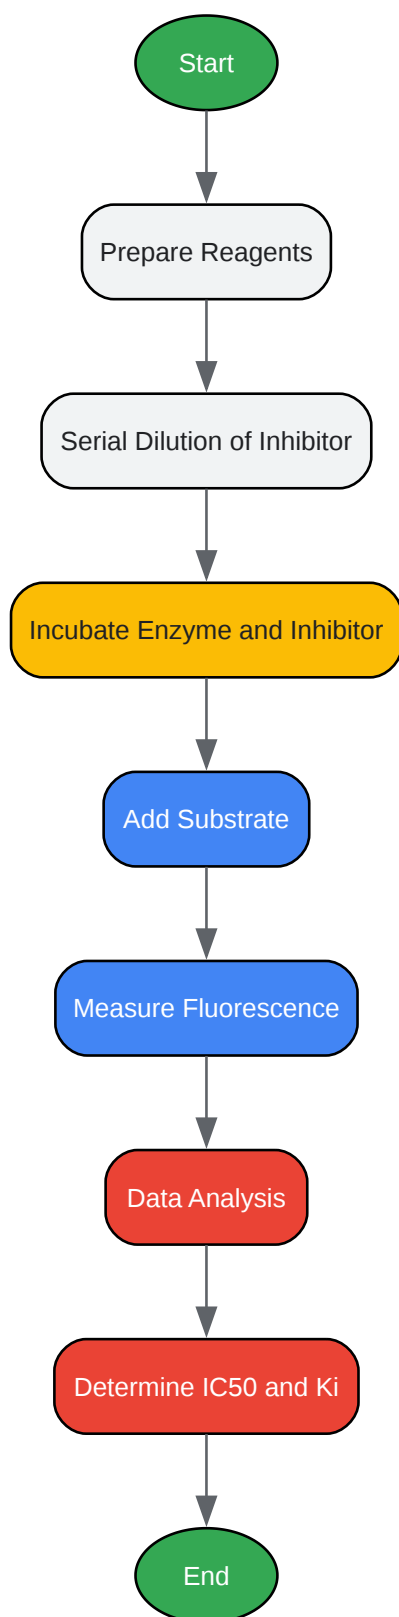 Start
Prepare Reagents
Serial Dilution of Inhibitor
Incubate Enzyme and Inhibitor
Add Substrate
Measure Fluorescence
Data Analysis
Determine IC50 and Ki
End